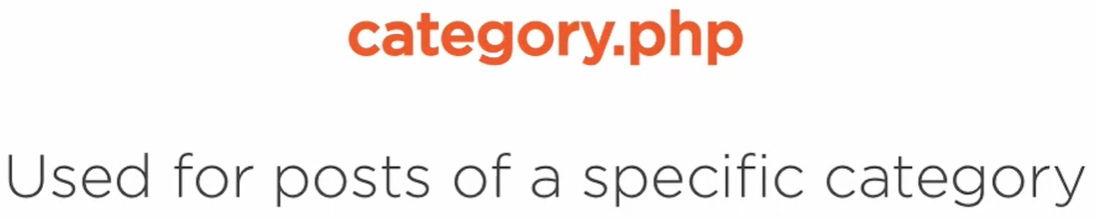 category.php
Used for posts of a specific category